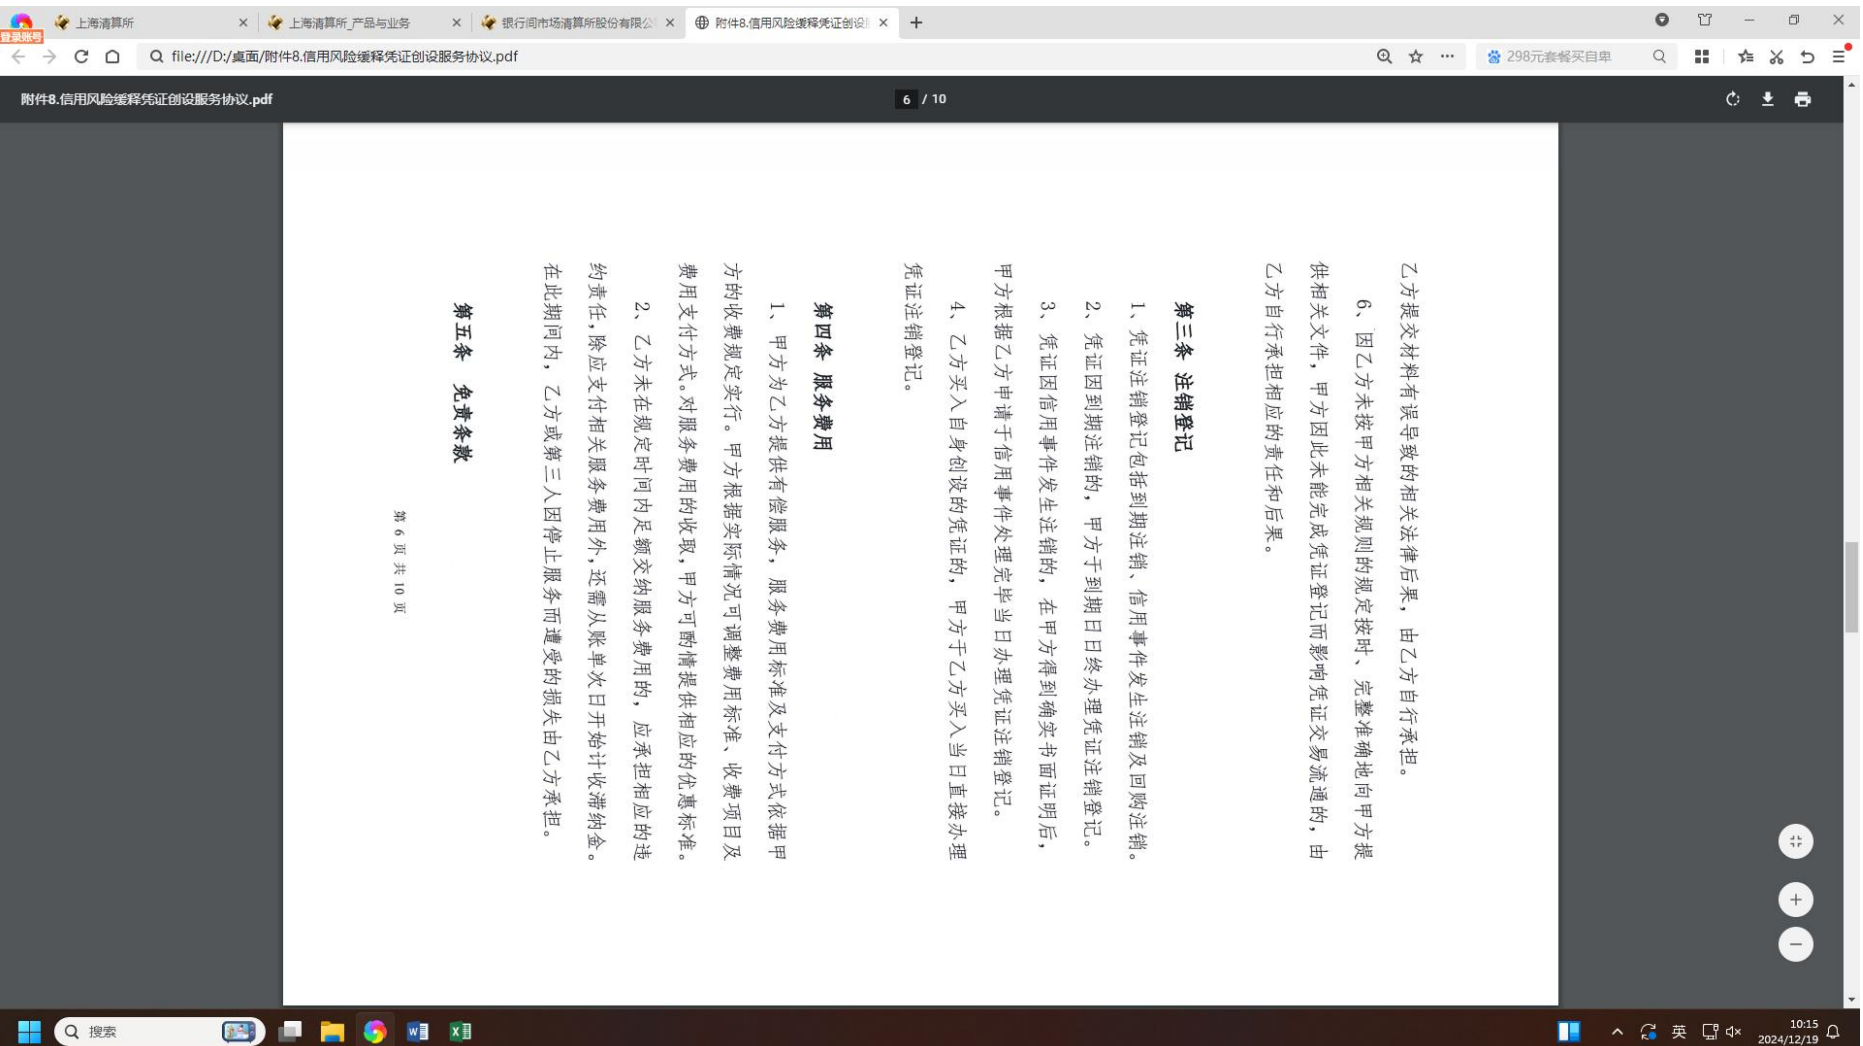 上海清算所
上海清算所_产品与业务
银行间市场清算所股份有限公
附件8.信用风险缓释凭证创设
登录账号
file:///D:/桌面/附件8.信用风险缓释凭证创设服务协议.pdf
298元套餐买自卑
附件8.信用风险缓释凭证创设服务协议.pdf
6 / 10
乙方提交材料有误导致的相关法律后果，由乙方自行承担。
6、因乙方未按甲方相关规则的规定按时、完整准确地向甲方提
供相关文件，甲方因此未能完成凭证登记而影响凭证交易流通的，由
乙方自行承担相应的责任和后果。
第三条 注销登记
1、凭证注销登记包括到期注销、信用事件发生注销及回购注销。
2、凭证因到期注销的，甲方于到期日日终办理凭证注销登记。
3、凭证因信用事件发生注销的，在甲方得到确实书面证明后，
甲方根据乙方申请于信用事件处理完毕当日办理凭证注销登记。
4、乙方买入自身创设的凭证的，甲方于乙方买入当日直接办理
凭证注销登记。
第四条 服务费用
1、甲方为乙方提供有偿服务，服务费用标准及支付方式依据甲
方的收费规定实行。甲方根据实际情况可调整费用标准、收费项目及
费用支付方式。对服务费用的收取，甲方可酌情提供相应的优惠标准。
2、乙方未在规定时间内足额交纳服务费用的，应承担相应的违
约责任，除应支付相关服务费用外，还需从账单次日开始计收滞纳金。
在此期间内，乙方或第三人因停止服务而遭受的损失由乙方承担。
第五条 免责条款
第 6 页 共 10 页
搜索
英
10:15
2024/12/19